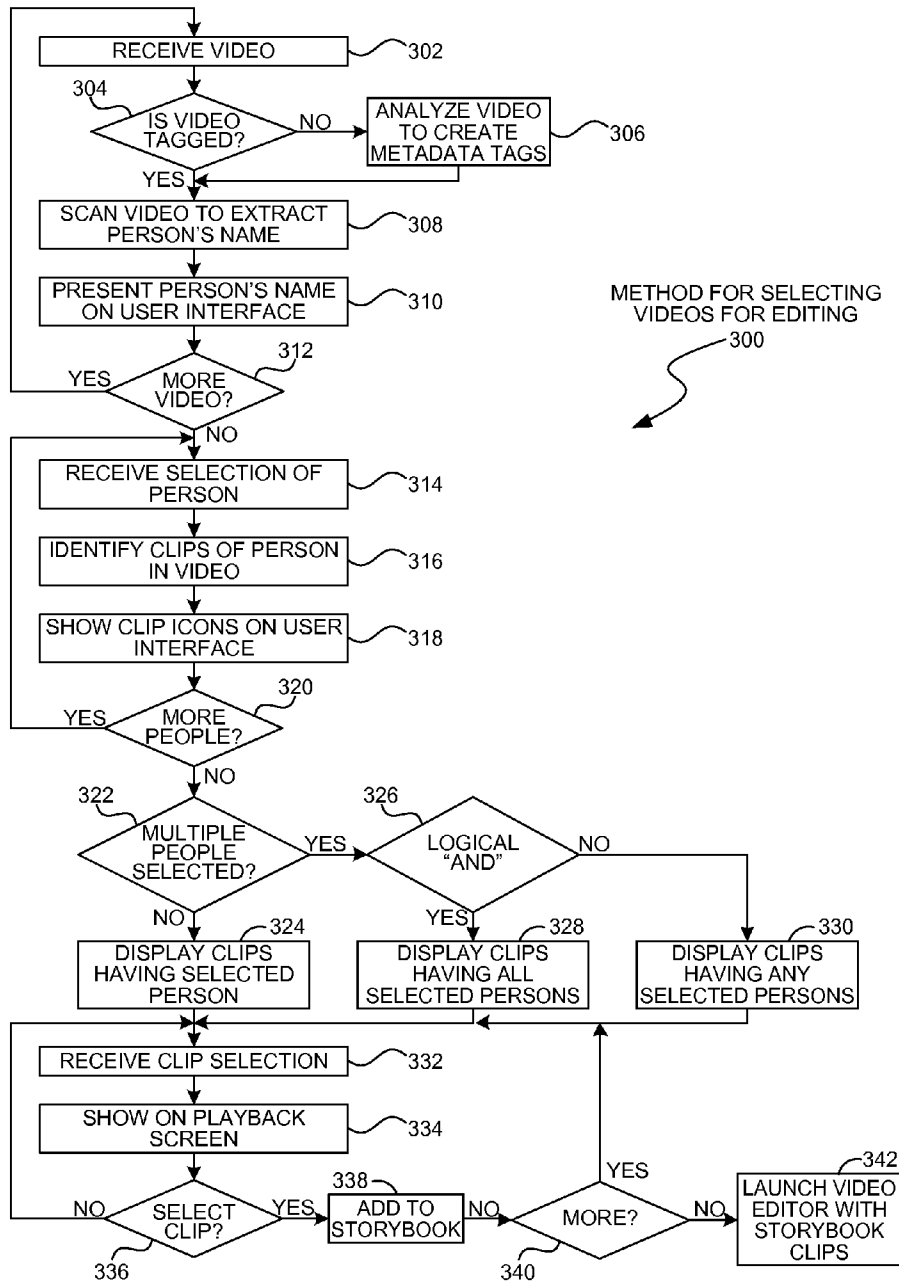 RECEIVE VIDEO
302
304
IS VIDEO
TAGGED?
NO
ANALYZE VIDEO
TO CREATE
METADATA TAGS
306
YES
SCAN VIDEO TO EXTRACT
PERSON'S NAME
308
PRESENT PERSON'S NAME
ON USER INTERFACE
310
METHOD FOR SELECTING
VIDEOS FOR EDITING
300
312
YES
MORE
VIDEO?
NO
RECEIVE SELECTION OF
PERSON
314
IDENTIFY CLIPS OF PERSON
IN VIDEO
316
SHOW CLIP ICONS ON USER
INTERFACE
318
320
YES
MORE
PEOPLE?
NO
322
MULTIPLE
PEOPLE
SELECTED?
YES
326
LOGICAL
"AND"
NO
NO
324
YES
328
330
DISPLAY CLIPS
HAVING SELECTED
PERSON
DISPLAY CLIPS
HAVING ALL
SELECTED PERSONS
DISPLAY CLIPS
HAVING ANY
SELECTED PERSONS
RECEIVE CLIP SELECTION
332
SHOW ON PLAYBACK
SCREEN
334
NO
SELECT
CLIP?
336
YES
338
ADD TO
STORYBOOK
NO
YES
MORE?
340
NO
342
LAUNCH VIDEO
EDITOR WITH
STORYBOOK
CLIPS